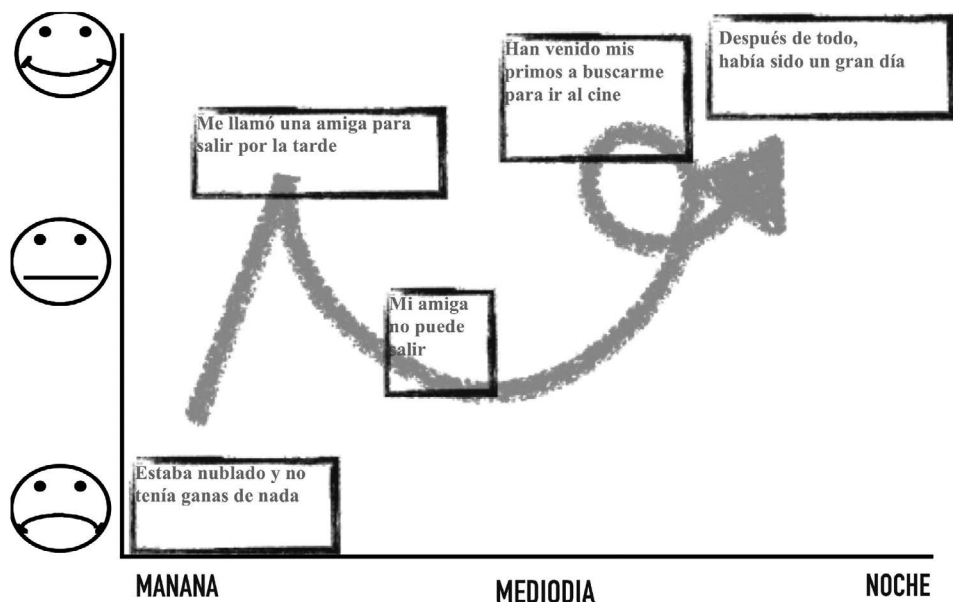 Han venido mis
primos a buscarme
para ir al cine
Después de todo,
había sido un gran día
Me llamó una amiga para
salir por la tarde
Mi amiga
no puede
salir
Estaba nublado y no
tenía ganas de nada
MANANA
MEDIODIA
NOCHE